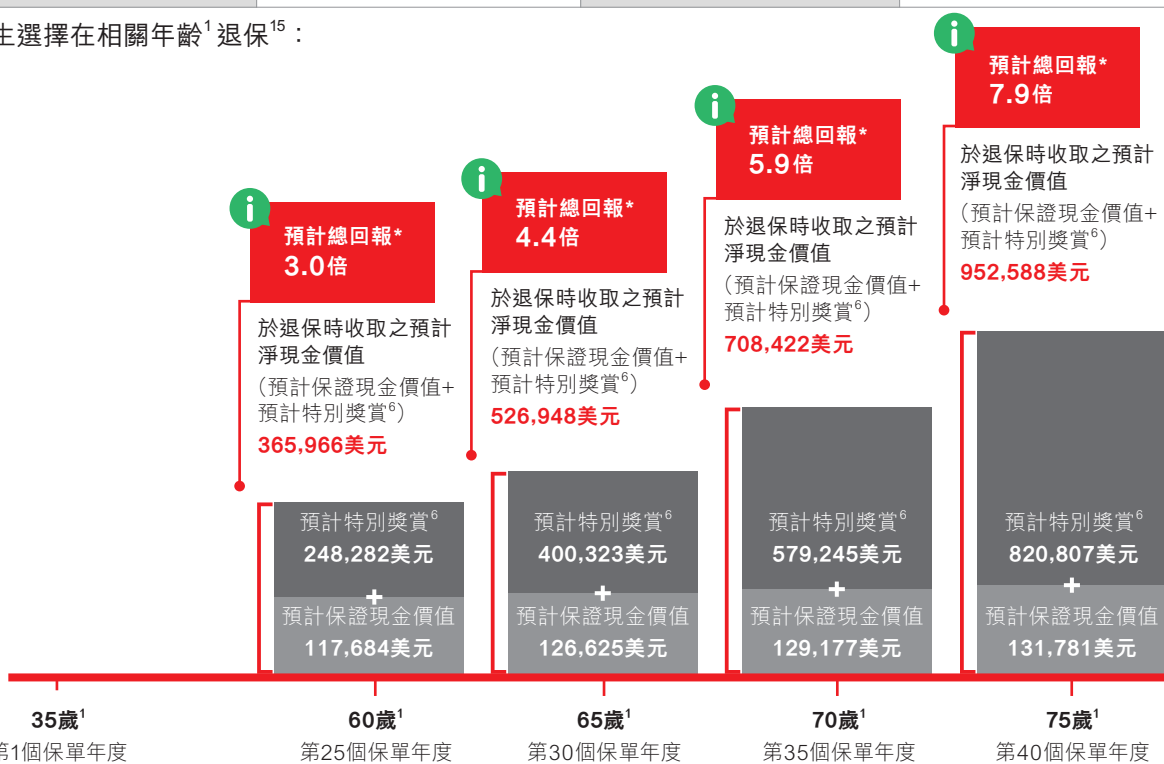 生選擇在相關年齡¹退保¹⁵：
預計總回報*
3.0倍
於退保時收取之預計
淨現金價值
（預計保證現金價值+
預計特別獎賞⁶）
365,966美元
預計特別獎賞⁶
248,282美元
+
預計保證現金價值
117,684美元
60歲¹
第25個保單年度
預計總回報*
4.4倍
於退保時收取之預計
淨現金價值
（預計保證現金價值+
預計特別獎賞⁶）
526,948美元
預計特別獎賞⁶
400,323美元
+
預計保證現金價值
126,625美元
65歲¹
第30個保單年度
預計總回報*
5.9倍
於退保時收取之預計
淨現金價值
（預計保證現金價值+
預計特別獎賞⁶）
708,422美元
預計特別獎賞⁶
579,245美元
+
預計保證現金價值
129,177美元
70歲¹
第35個保單年度
預計總回報*
7.9倍
於退保時收取之預計
淨現金價值
（預計保證現金價值+
預計特別獎賞⁶）
952,588美元
預計特別獎賞⁶
820,807美元
+
預計保證現金價值
131,781美元
75歲¹
第40個保單年度
35歲¹
第1個保單年度